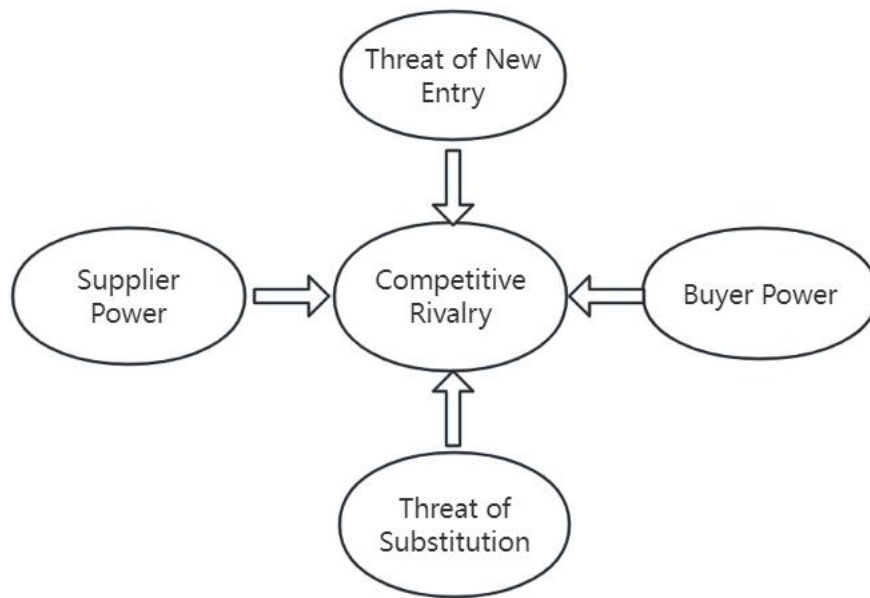 Threat of New
Entry
Supplier
Power
Competitive
Rivalry
Buyer Power
Threat of
Substitution